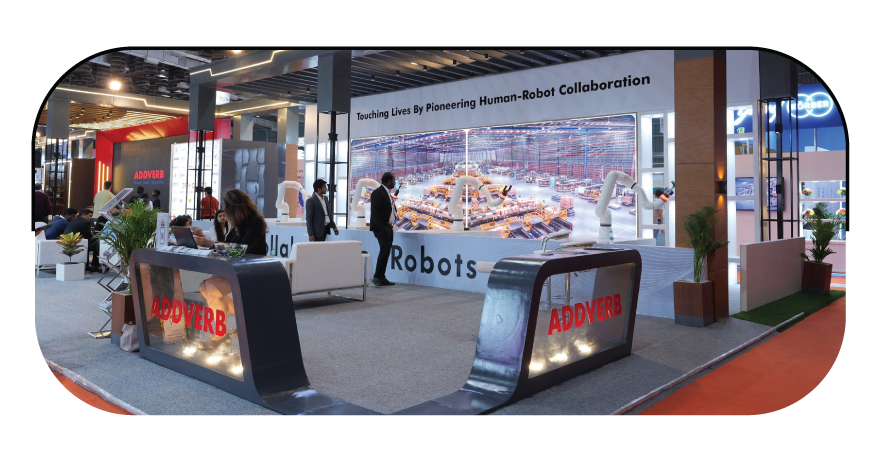 Touching Lives By Pioneering Human-Robot Collaboration
ADDVERB
Robots
ADDVERB
ADDVERB